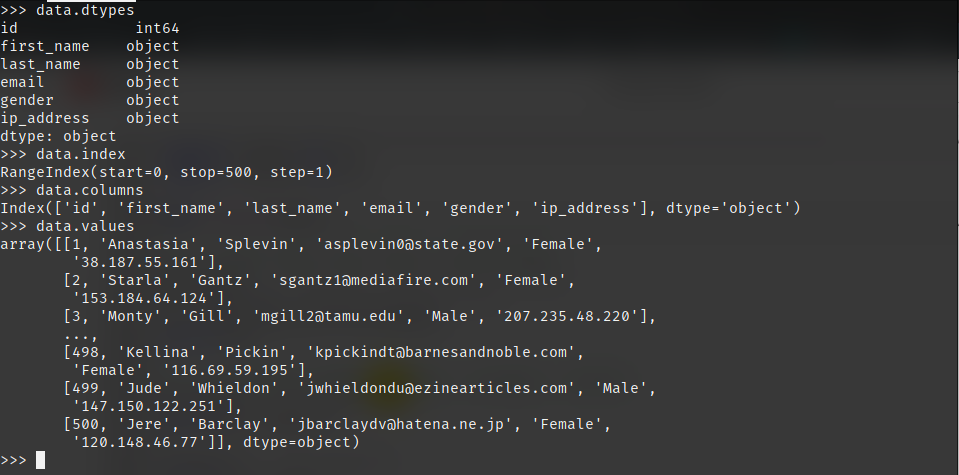 >>> data.dtypes
id             int64
first_name    object
last_name     object
email         object
gender        object
ip_address    object
dtype: object
>>> data.index
RangeIndex(start=0, stop=500, step=1)
>>> data.columns
Index(['id', 'first_name', 'last_name', 'email', 'gender', 'ip_address'], dtype='object')
>>> data.values
array([[1, 'Anastasia', 'Splevin', 'asplevin0@state.gov', 'Female',
        '38.187.55.161'],
       [2, 'Starla', 'Gantz', 'sgantz1@mediafire.com', 'Female',
        '153.184.64.124'],
       [3, 'Monty', 'Gill', 'mgill2@tamu.edu', 'Male', '207.235.48.220'],
       ...,
       [498, 'Kellina', 'Pickin', 'kpickindt@barnesandnoble.com',
        'Female', '116.69.59.195'],
       [499, 'Jude', 'Whieldon', 'jwhieldondu@ezinearticles.com', 'Male',
        '147.150.122.251'],
       [500, 'Jere', 'Barclay', 'jbarclaydv@hatena.ne.jp', 'Female',
        '120.148.46.77']], dtype=object)
>>>